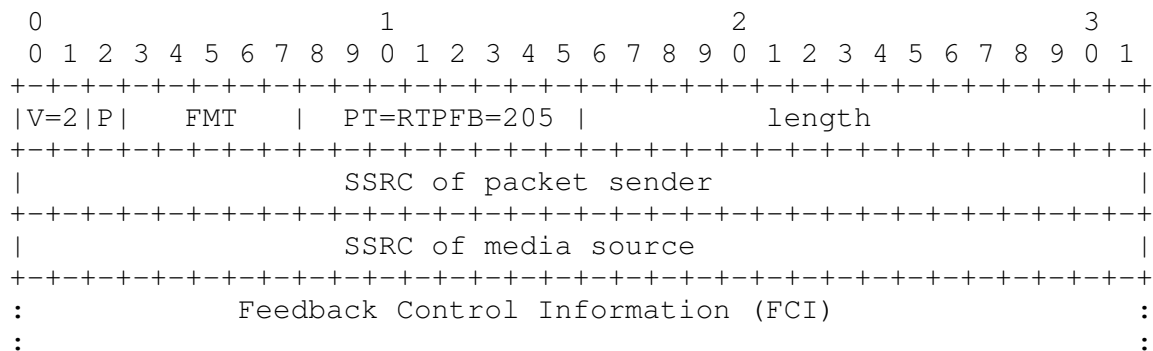 0                   1                   2                   3
 0 1 2 3 4 5 6 7 8 9 0 1 2 3 4 5 6 7 8 9 0 1 2 3 4 5 6 7 8 9 0 1
+-+-+-+-+-+-+-+-+-+-+-+-+-+-+-+-+-+-+-+-+-+-+-+-+-+-+-+-+-+-+-+-+
|V=2|P|   FMT   |  PT=RTPFB=205 |          length               |
+-+-+-+-+-+-+-+-+-+-+-+-+-+-+-+-+-+-+-+-+-+-+-+-+-+-+-+-+-+-+-+-+
|                  SSRC of packet sender                        |
+-+-+-+-+-+-+-+-+-+-+-+-+-+-+-+-+-+-+-+-+-+-+-+-+-+-+-+-+-+-+-+-+
|                  SSRC of media source                         |
+-+-+-+-+-+-+-+-+-+-+-+-+-+-+-+-+-+-+-+-+-+-+-+-+-+-+-+-+-+-+-+-+
:            Feedback Control Information (FCI)                 :
:                                                               :